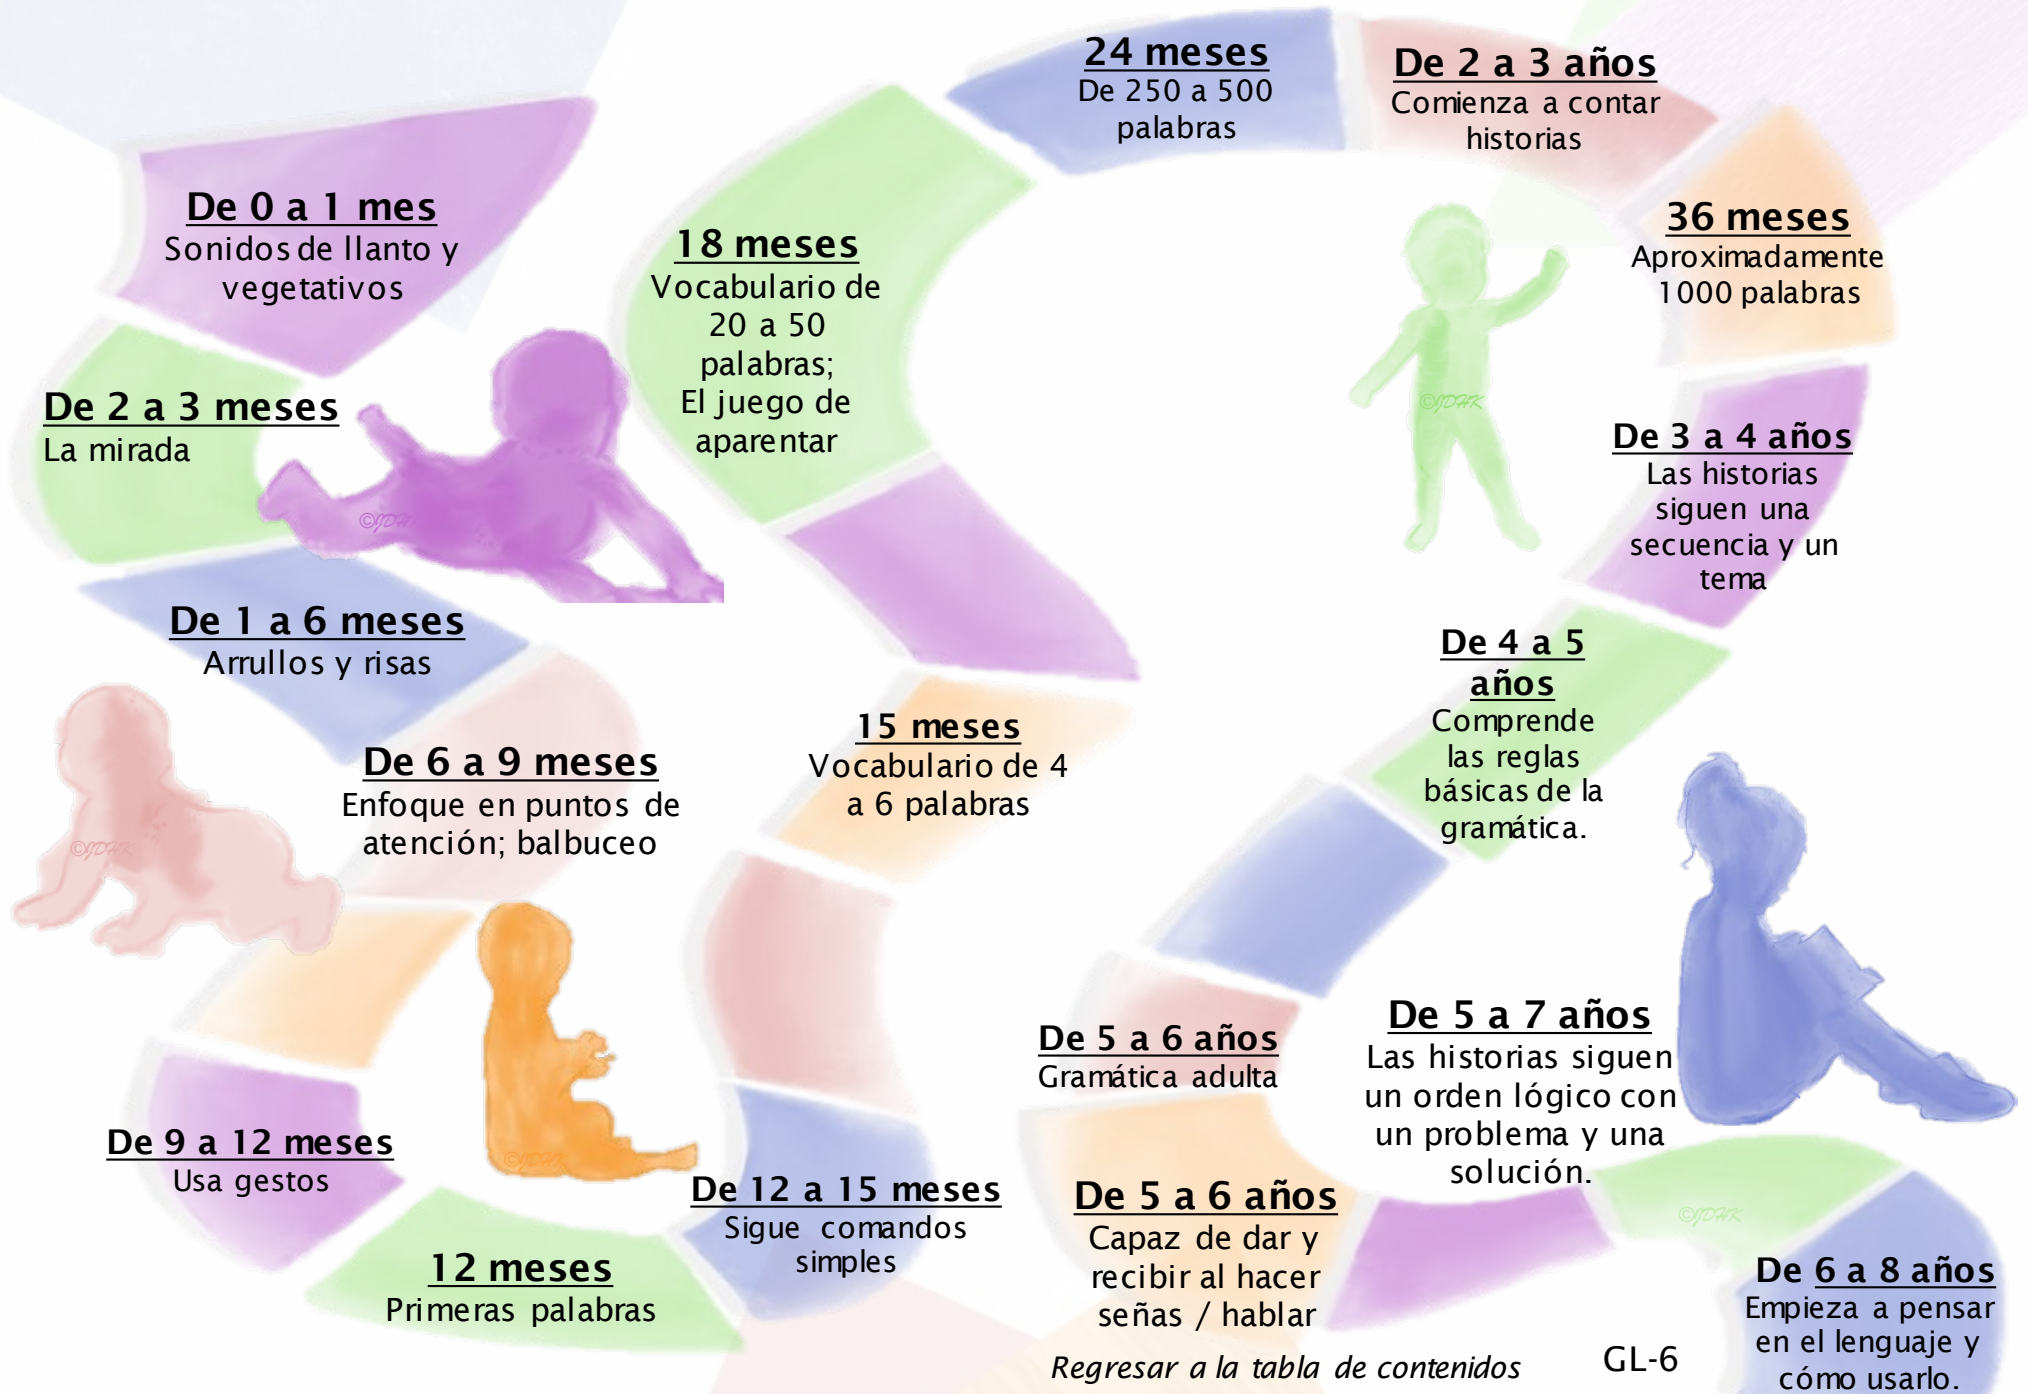 De 0 a 1 mes
Sonidos de llanto y
vegetativos
De 2 a 3 meses
La mirada
De 1 a 6 meses
Arrullos y risas
De 6 a 9 meses
Enfoque en puntos de
atención; balbuceo
De 9 a 12 meses
Usa gestos
12 meses
Primeras palabras
De 12 a 15 meses
Sigue comandos
simples
15 meses
Vocabulario de 4
a 6 palabras
18 meses
Vocabulario de
20 a 50
palabras;
El juego de
aparentar
24 meses
De 250 a 500
palabras
De 2 a 3 años
Comienza a contar
historias
36 meses
Aproximadamente
1000 palabras
De 3 a 4 años
Las historias
siguen una
secuencia y un
tema
De 4 a 5
años
Comprende
las reglas
básicas de la
gramática.
De 5 a 6 años
Gramática adulta
De 5 a 6 años
Capaz de dar y
recibir al hacer
señas / hablar
De 5 a 7 años
Las historias siguen
un orden lógico con
un problema y una
solución.
De 6 a 8 años
Empieza a pensar
en el lenguaje y
cómo usarlo.
Regresar a la tabla de contenidos
GL-6
©JDHK
©JDHK
©JDHK
©JDHK
©JDHK